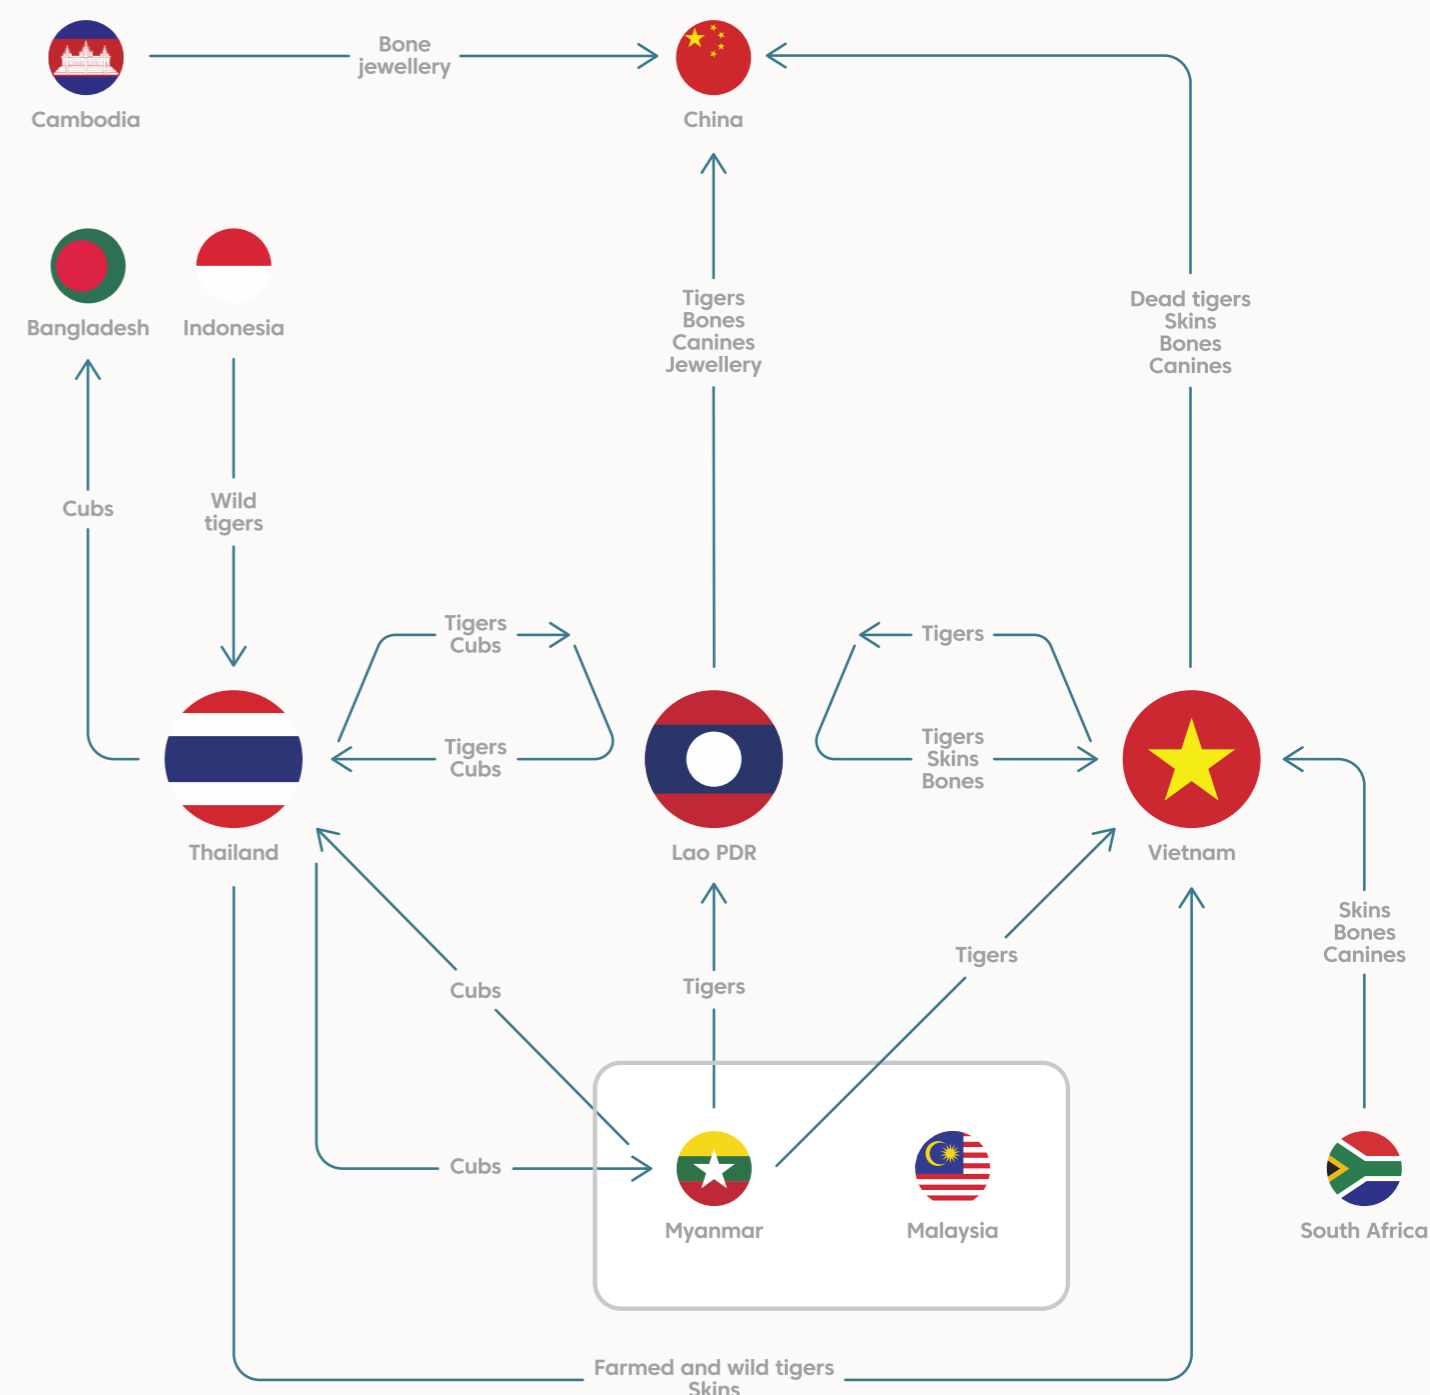 Bone
jewellery
Cambodia
China
Bangladesh
Indonesia
Tigers
Bones
Canines
Jewellery
Dead tigers
Skins
Bones
Canines
Cubs
Wild
tigers
Tigers
Cubs
Tigers
Tigers
Cubs
Tigers
Skins
Bones
Thailand
Lao PDR
Vietnam
Skins
Bones
Canines
Tigers
Cubs
Tigers
Cubs
Myanmar
Malaysia
South Africa
Farmed and wild tigers
Skins